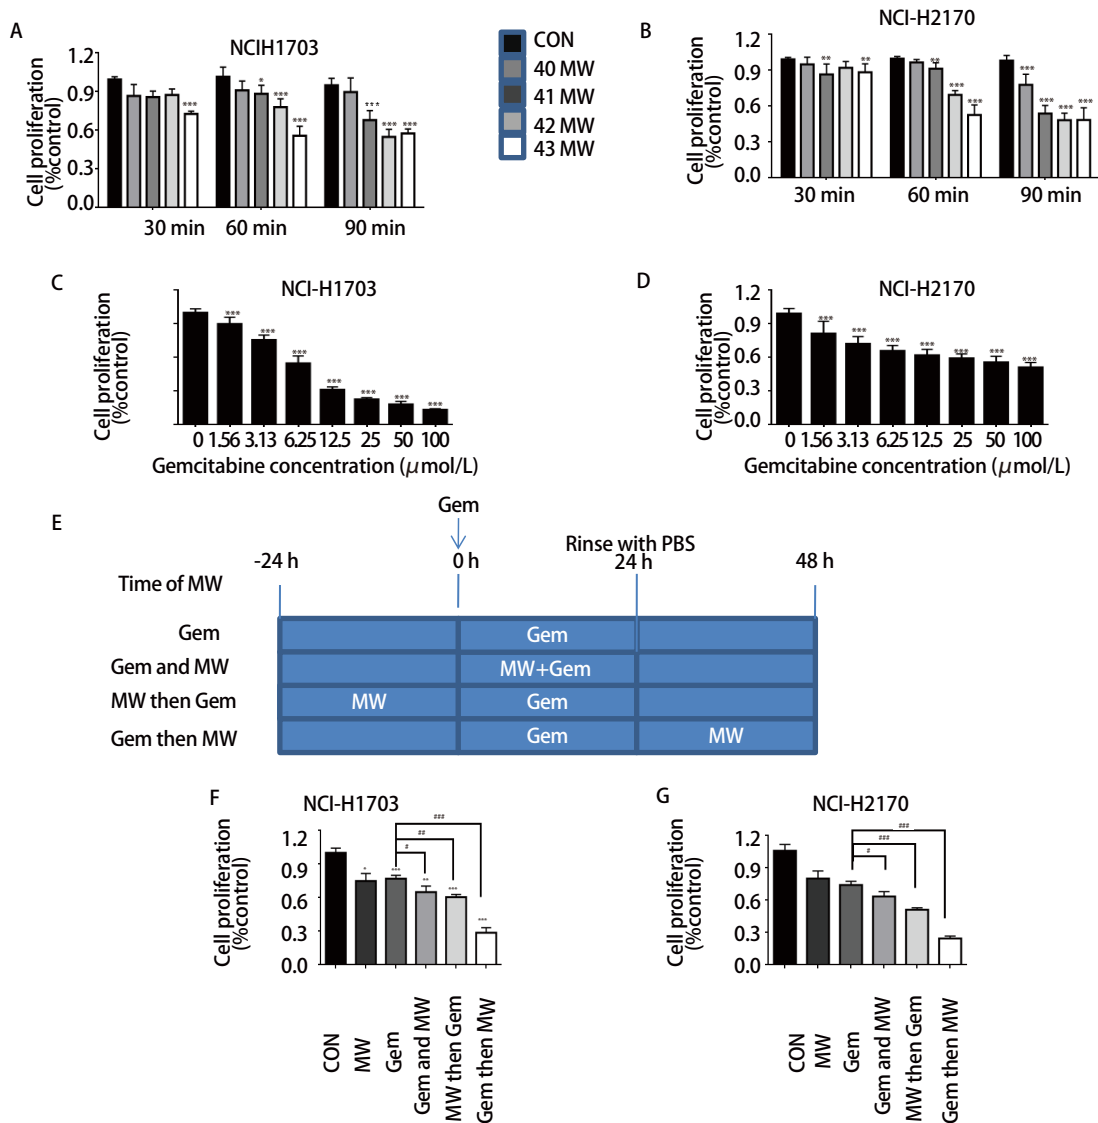 A
NCIH1703
Cell proliferation
(%control)
1.2
0.9
0.6
0.3
0.0
***
* *** ***
*** *** ***
30 min 60 min 90 min
CON
40 MW
41 MW
42 MW
43 MW
B
NCI-H2170
Cell proliferation
(%control)
1.2
0.9
0.6
0.3
0.0
** **
** *** ***
*** *** *** ***
30 min 60 min 90 min
C
NCI-H1703
Cell proliferation
(%control)
*** *** *** *** *** *** ***
0 1.56 3.13 6.25 12.5 25 50 100
Gemcitabine concentration (μmol/L)
D
NCI-H2170
Cell proliferation
(%control)
1.2
0.9
0.6
0.3
0.0
*** *** *** *** *** *** ***
0 1.56 3.13 6.25 12.5 25 50 100
Gemcitabine concentration (μmol/L)
E
Gem
Rinse with PBS
-24 h 0 h 24 h 48 h
Time of MW
Gem Gem
Gem and MW MW+Gem
MW then Gem MW Gem
Gem then MW Gem MW
F
NCI-H1703
Cell proliferation
(%control)
1.2
0.9
0.6
0.3
0.0
###
##
#
* *** ** *** ***
CON
MW
Gem
Gem and MW
MW then Gem
Gem then MW
G
NCI-H2170
Cell proliferation
(%control)
1.2
0.9
0.6
0.3
0.0
###
###
#
CON
MW
Gem
Gem and MW
MW then Gem
Gem then MW